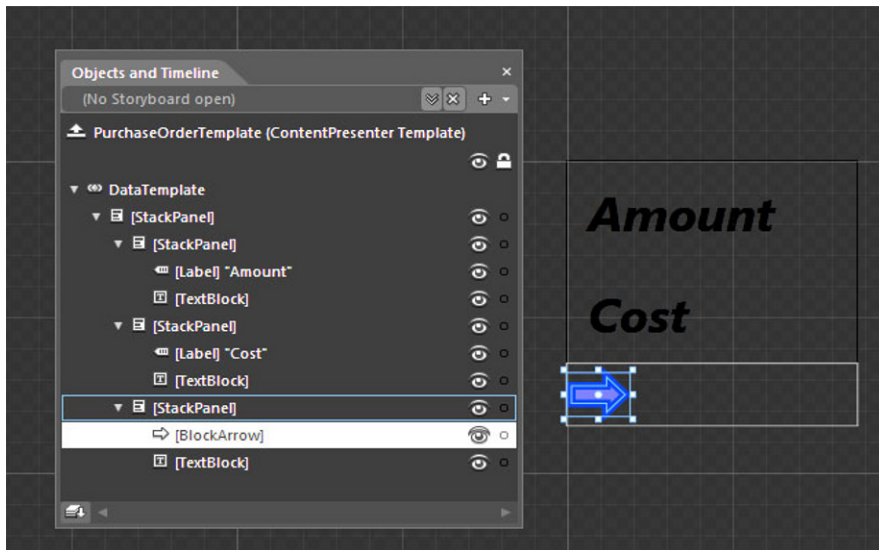 Objects and Timeline
(No Storyboard open)
PurchaseOrderTemplate (ContentPresenter Template)
DataTemplate
[StackPanel]
[StackPanel]
[Label] "Amount"
[TextBlock]
[StackPanel]
[Label] "Cost"
[TextBlock]
[StackPanel]
[BlockArrow]
[TextBlock]
Amount
Cost